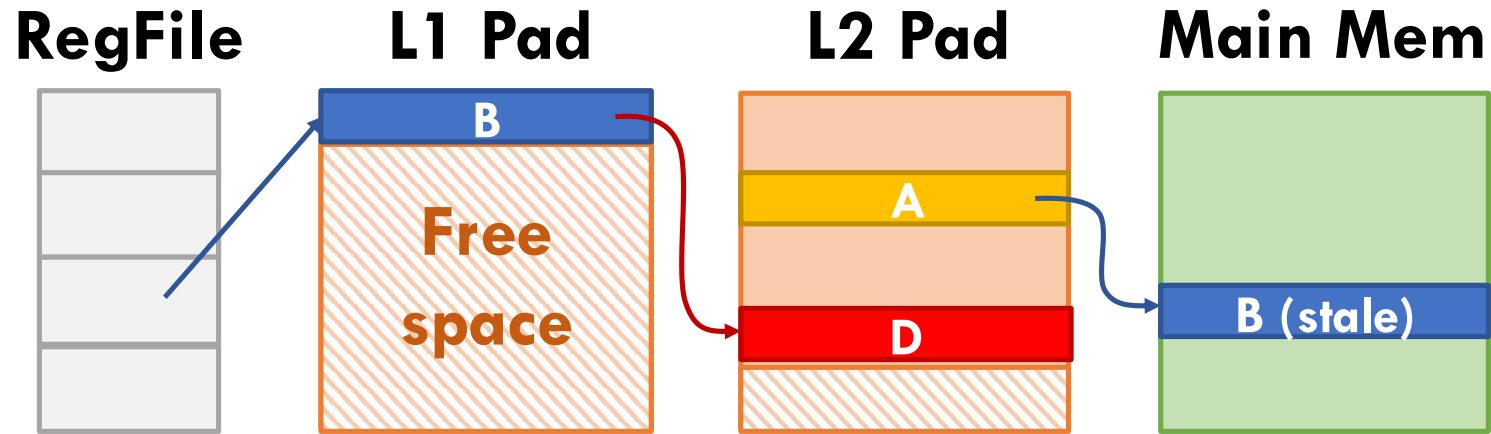 RegFile
L1 Pad
L2 Pad
Main Mem
B
Free
space
A
D
B (stale)